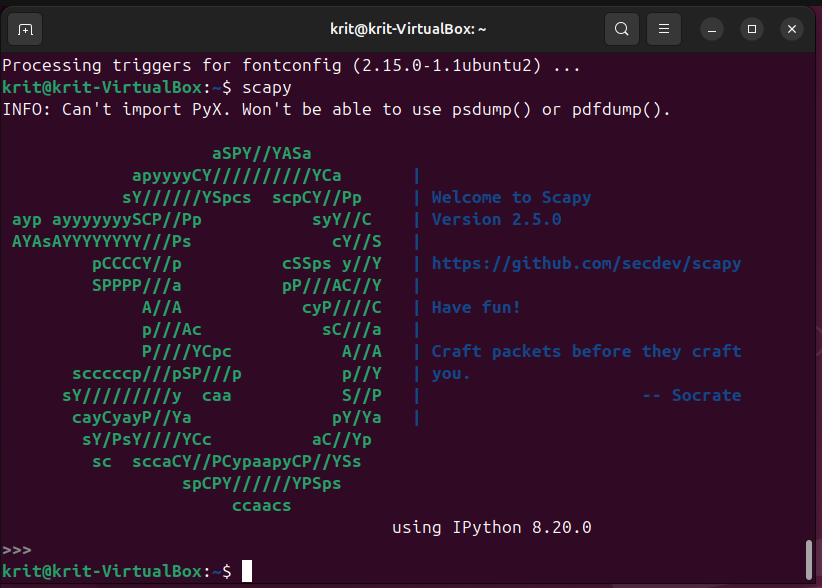 krit@krit-VirtualBox: ~
Processing triggers for fontconfig (2.15.0-1.1ubuntu2) ...
krit@krit-VirtualBox:~$ scapy
INFO: Can't import PyX. Won't be able to use psdump() or pdfdump().
                     aSPY//YASa
             apyyyyCY//////////YCa       |
            sY//////YSpcs  scpCY//Pp     | Welcome to Scapy
 ayp ayyyyyyySCP//Pp           syY//C    | Version 2.5.0
 AYAsAYYYYYYYY///Ps              cY//S   |
         pCCCCY//p          cSSps y//Y   | https://github.com/secdev/scapy
         SPPPP///a          pP///AC//Y   |
              A//A            cyP////C   | Have fun!
              p///Ac            sC///a   |
              P////YCpc           A//A   | Craft packets before they craft
       scccccp///pSP///p          p//Y   | you.
      sY/////////y  caa           S//P   |                      -- Socrate
       cayCyayP//Ya              pY/Ya   |
        sY/PsY////YCc          aC//Yp
         sc  sccaCY//PCypaapyCP//YSs
                  spCPY//////YPSps
                       ccaacs
                                       using IPython 8.20.0
>>>
krit@krit-VirtualBox:~$